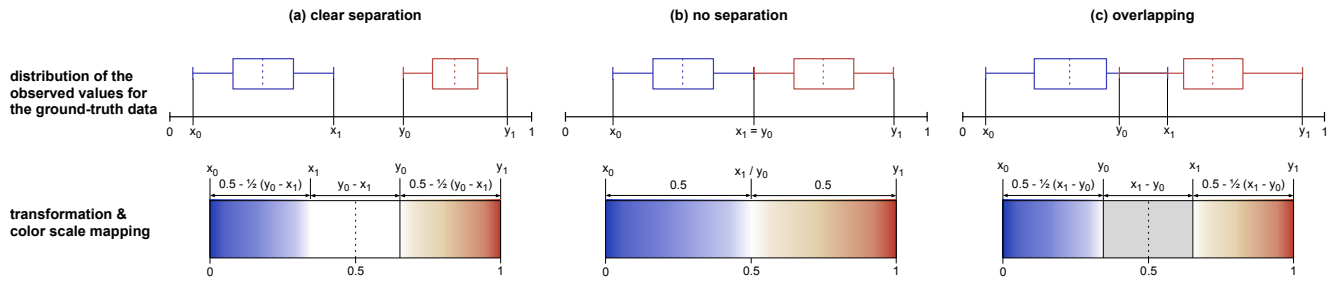 (a) clear separation
(b) no separation
(c) overlapping
distribution of the
observed values for
the ground-truth data
0 x₀ x₁ y₀ y₁ 1
0 x₀ x₁ = y₀ y₁ 1
0 x₀ y₀ x₁ y₁ 1
transformation &
color scale mapping
x₀ x₁ y₀ y₁
0.5 - ½ (y₀ - x₁) y₀ - x₁ 0.5 - ½ (y₀ - x₁)
0 0.5 1
x₀ x₁ / y₀ y₁
0.5 0.5
0 0.5 1
x₀ y₀ x₁ y₁
0.5 - ½ (x₁ - y₀) x₁ - y₀ 0.5 - ½ (x₁ - y₀)
0 0.5 1